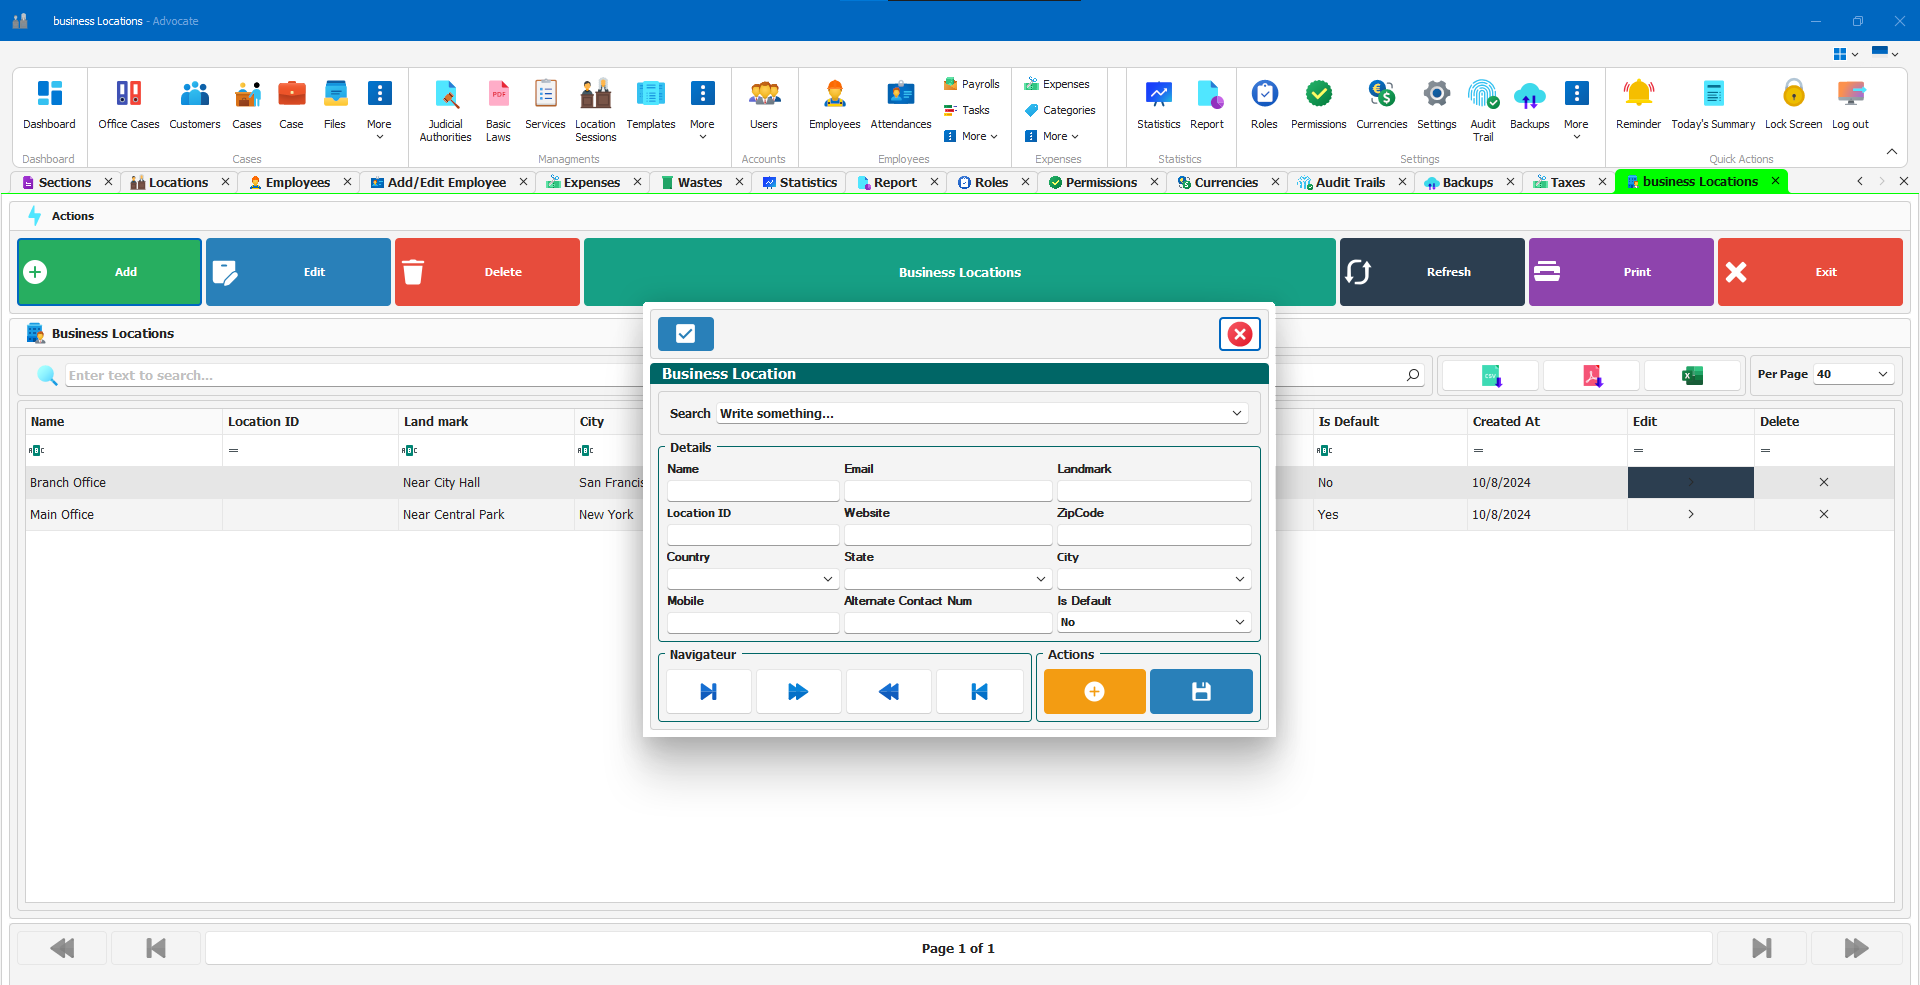 business Locations - Advocate
Dashboard
Office Cases
Customers
Cases
Case
Files
More
Judicial Authorities
Basic Laws
Services
Location Sessions
Templates
More
Users
Employees
Attendances
Payrolls
Tasks
More
Expenses
Categories
More
Statistics
Report
Roles
Permissions
Currencies
Settings
Audit Trail
Backups
More
Reminder
Today's Summary
Lock Screen
Log out
Dashboard
Cases
Managments
Accounts
Employees
Expenses
Statistics
Settings
Quick Actions
Sections
Locations
Employees
Add/Edit Employee
Expenses
Wastes
Statistics
Report
Roles
Permissions
Currencies
Audit Trails
Backups
Taxes
business Locations
Actions
Add
Edit
Delete
Business Locations
Refresh
Print
Exit
Business Locations
Enter text to search...
CSV
Per Page 40
Name
Location ID
Land mark
City
Is Default
Created At
Edit
Delete
Branch Office
Near City Hall
San Francis
No
10/8/2024
Main Office
Near Central Park
New York
Yes
10/8/2024
Business Location
Search Write something...
Details
Name
Email
Landmark
Location ID
Website
ZipCode
Country
State
City
Mobile
Alternate Contact Num
Is Default
No
Navigateur
Actions
Page 1 of 1